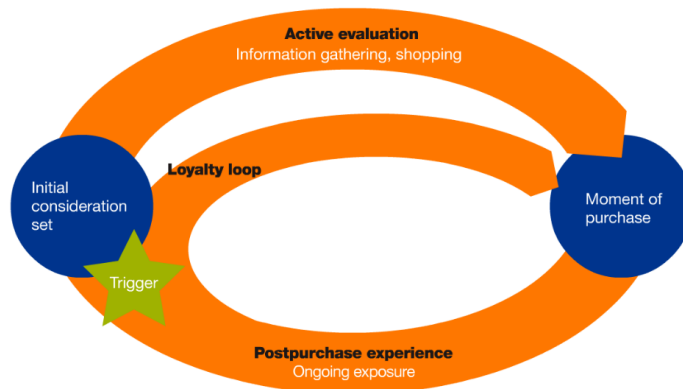 Active evaluation
Information gathering, shopping
Loyalty loop
Initial
consideration
set
Moment of
purchase
Trigger
Postpurchase experience
Ongoing exposure